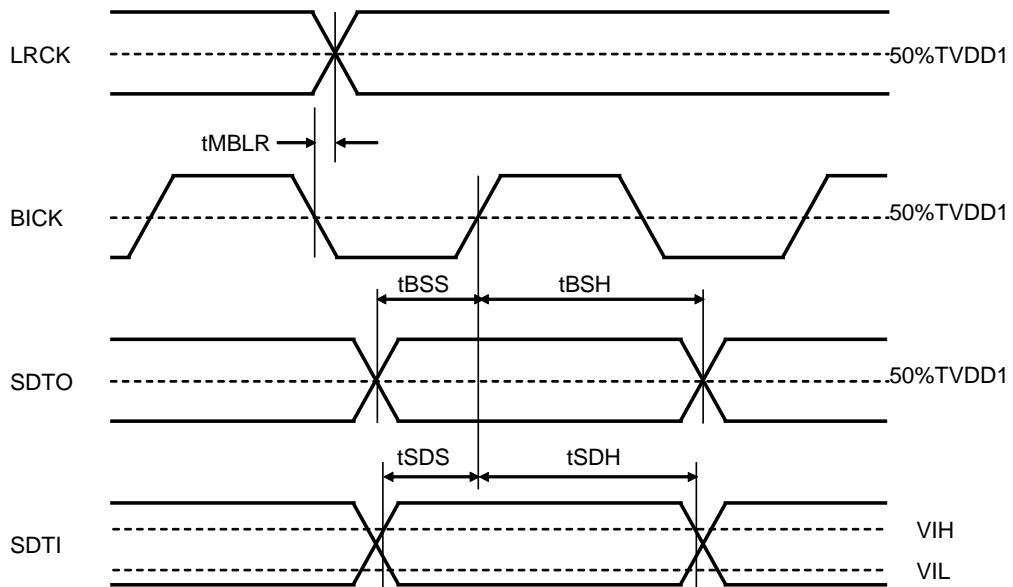 LRCK
50%TVDD1
tMBLR
BICK
50%TVDD1
tBSS
tBSH
SDTO
50%TVDD1
tSDS
tSDH
SDTI
VIH
VIL